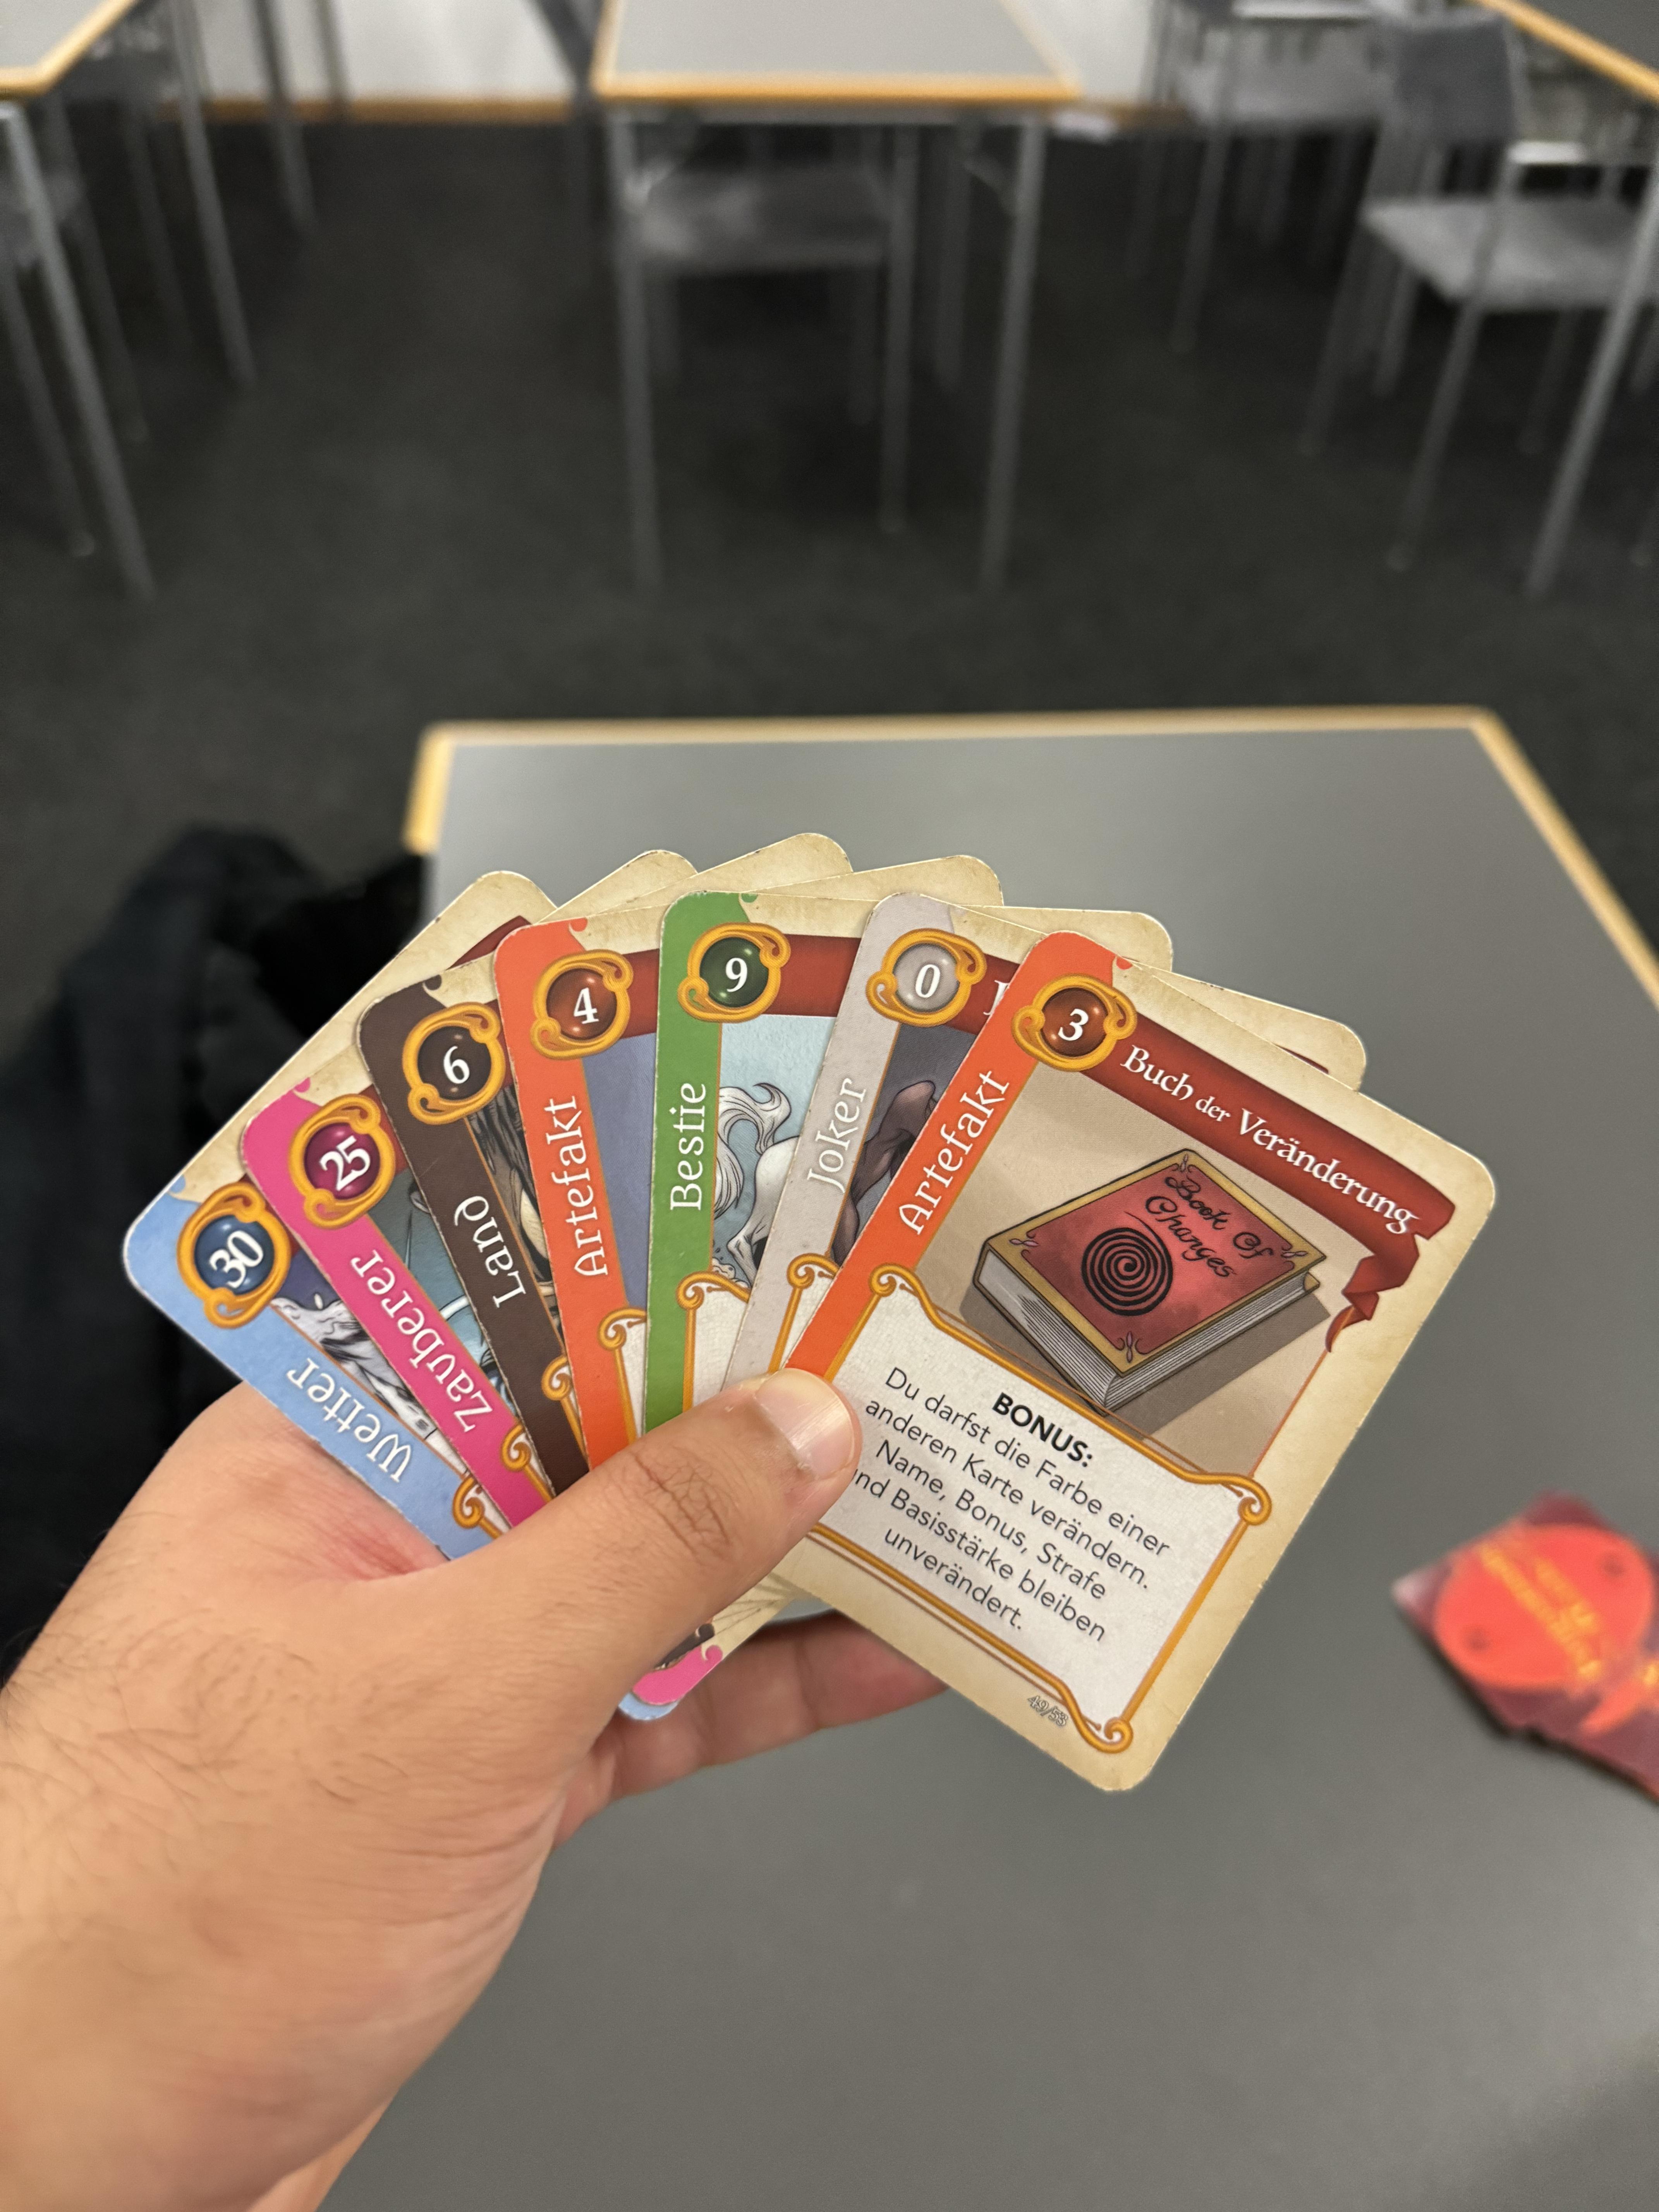 30
Wetter
25
Zauberer
6
Land
4
Artefakt
9
Bestie
0
Joker
3
Artefakt
Buch der Veränderung
Book Of
Changes
BONUS:
Du darfst die Farbe einer
anderen Karte verändern.
Name, Bonus, Strafe
und Basisstärke bleiben
unverändert.
49/53